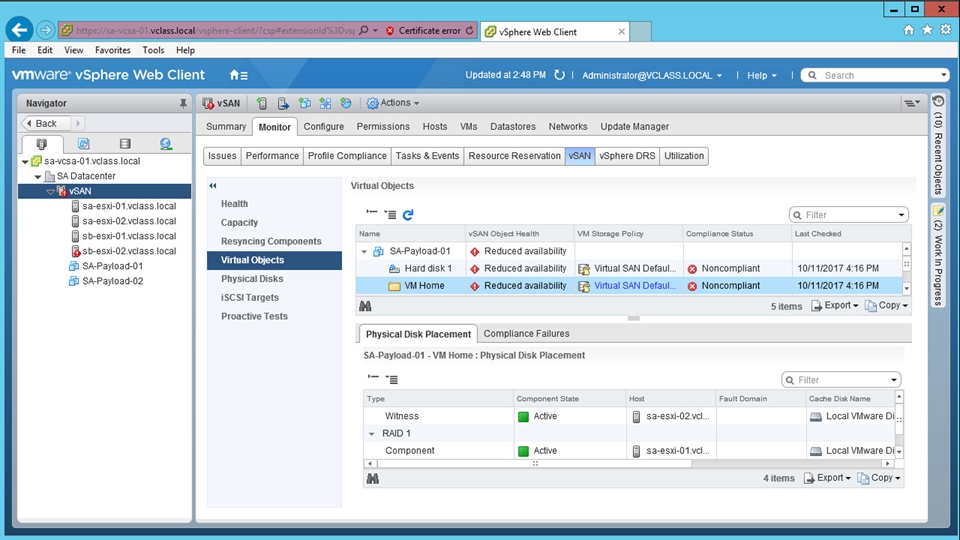 https://sa-vcsa-01.vclass.local/vsphere-client/?csp#extensionId%3Dvsp
Certificate error
vSphere Web Client
File Edit View Favorites Tools Help
vmware® vSphere Web Client
Updated at 2:48 PM
Administrator@VCLASS.LOCAL
Help
Search
Navigator
Back
sa-vcsa-01.vclass.local
SA Datacenter
vSAN
sa-esxi-01.vclass.local
sa-esxi-02.vclass.local
sb-esxi-01.vclass.local
sb-esxi-02.vclass.local
SA-Payload-01
SA-Payload-02
vSAN Actions
Summary Monitor Configure Permissions Hosts VMs Datastores Networks Update Manager
Issues Performance Profile Compliance Tasks & Events Resource Reservation vSAN vSphere DRS Utilization
Health
Capacity
Resyncing Components
Virtual Objects
Physical Disks
iSCSI Targets
Proactive Tests
Virtual Objects
Filter
Name vSAN Object Health VM Storage Policy Compliance Status Last Checked
SA-Payload-01 Reduced availability
Hard disk 1 Reduced availability Virtual SAN Defaul... Noncompliant 10/11/2017 4:16 PM
VM Home Reduced availability Virtual SAN Defaul... Noncompliant 10/11/2017 4:16 PM
5 items Export Copy
Physical Disk Placement Compliance Failures
SA-Payload-01 - VM Home : Physical Disk Placement
Filter
Type Component State Host Fault Domain Cache Disk Name
Witness Active sa-esxi-02.vcl... Local VMware Di
RAID 1
Component Active sa-esxi-01.vcl... Local VMware Di
4 items Export Copy
(10) Recent Objects
(2) Work In Progress